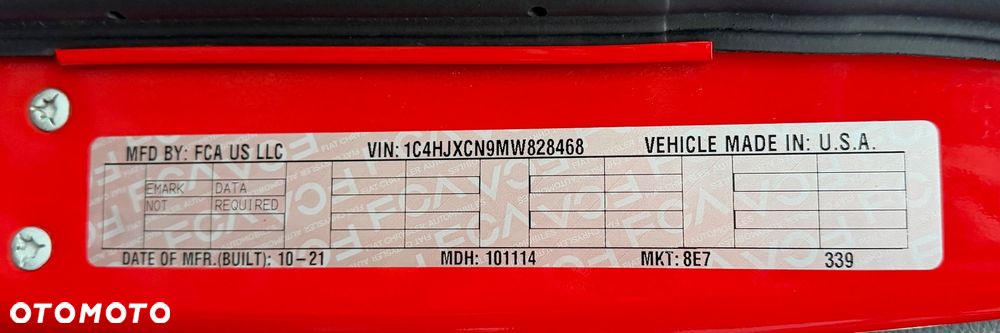 MFD BY: FCA US LLC VIN: 1C4HJXCN9MW828468 VEHICLE MADE IN: U.S.A.
EMARK DATA
NOT REQUIRED
DATE OF MFR.(BUILT): 10-21 MDH: 101114 MKT: 8E7 339
OTOMOTO